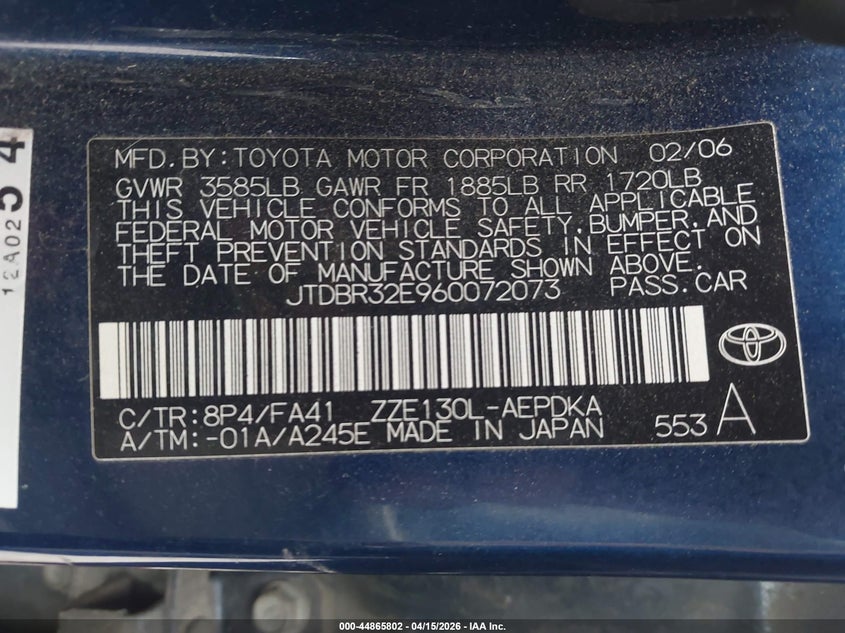 12A0254
MFD.BY:TOYOTA MOTOR CORPORATION 02/06
GVWR 3585LB GAWR FR 1885LB RR 1720LB
THIS VEHICLE CONFORMS TO ALL APPLICABLE
FEDERAL MOTOR VEHICLE SAFETY,BUMPER,AND
THEFT PREVENTION STANDARDS IN EFFECT ON
THE DATE OF MANUFACTURE SHOWN ABOVE.
JTDBR32E960072073 PASS.CAR
C/TR:8P4/FA41 ZZE130L-AEPDKA
A/TM:-01A/A245E MADE IN JAPAN 553 A
000-44865802 - 04/15/2026 - IAA Inc.